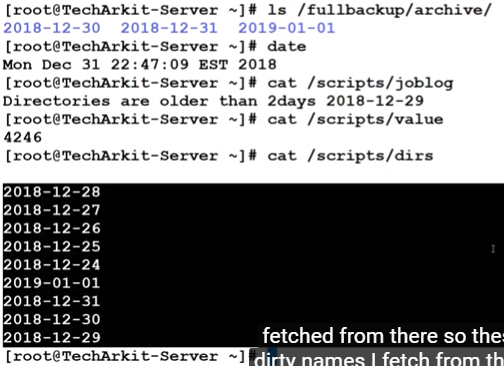 [root@TechArkit-Server ~]# ls /fullbackup/archive/
2018-12-30  2018-12-31  2019-01-01
[root@TechArkit-Server ~]# date
Mon Dec 31 22:47:09 EST 2018
[root@TechArkit-Server ~]# cat /scripts/joblog
Directories are older than 2days 2018-12-29
[root@TechArkit-Server ~]# cat /scripts/value
4246
[root@TechArkit-Server ~]# cat /scripts/dirs
2018-12-28
2018-12-27
2018-12-26
2018-12-25
2018-12-24
2019-01-01
2018-12-31
2018-12-30
2018-12-29
[root@TechArkit-Server ~]
fetched from there so
dirty names I fetch from